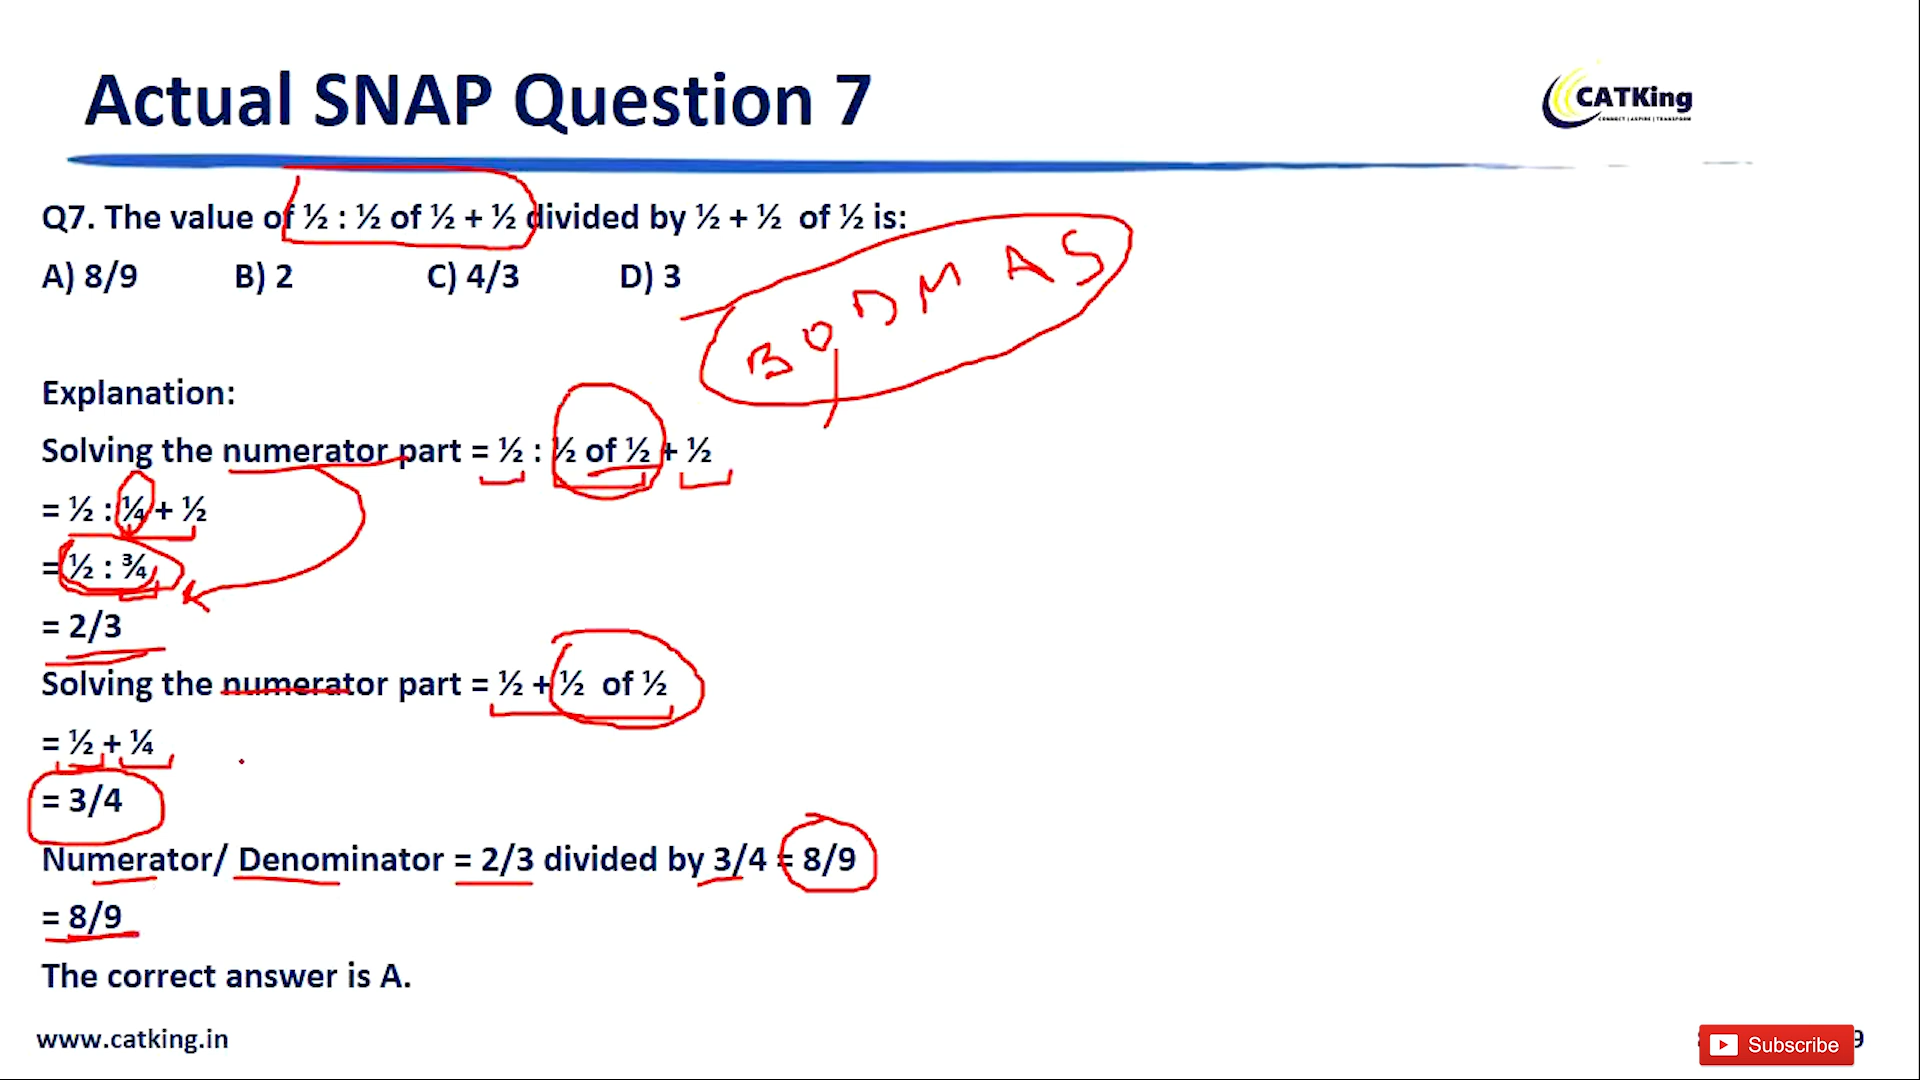 Actual SNAP Question 7
CATKing
CONNECT | ASPIRE | TRANSFORM
Q7. The value of ½ : ½ of ½ + ½ divided by ½ + ½ of ½ is:
A) 8/9 B) 2 C) 4/3 D) 3
BODMAS
Explanation:
Solving the numerator part = ½ : ½ of ½ + ½
= ½ : ¼ + ½
= ½ : ¾
= 2/3
Solving the numerator part = ½ + ½ of ½
= ½ + ¼
= 3/4
Numerator/ Denominator = 2/3 divided by 3/4 = 8/9
= 8/9
The correct answer is A.
www.catking.in
Subscribe
9